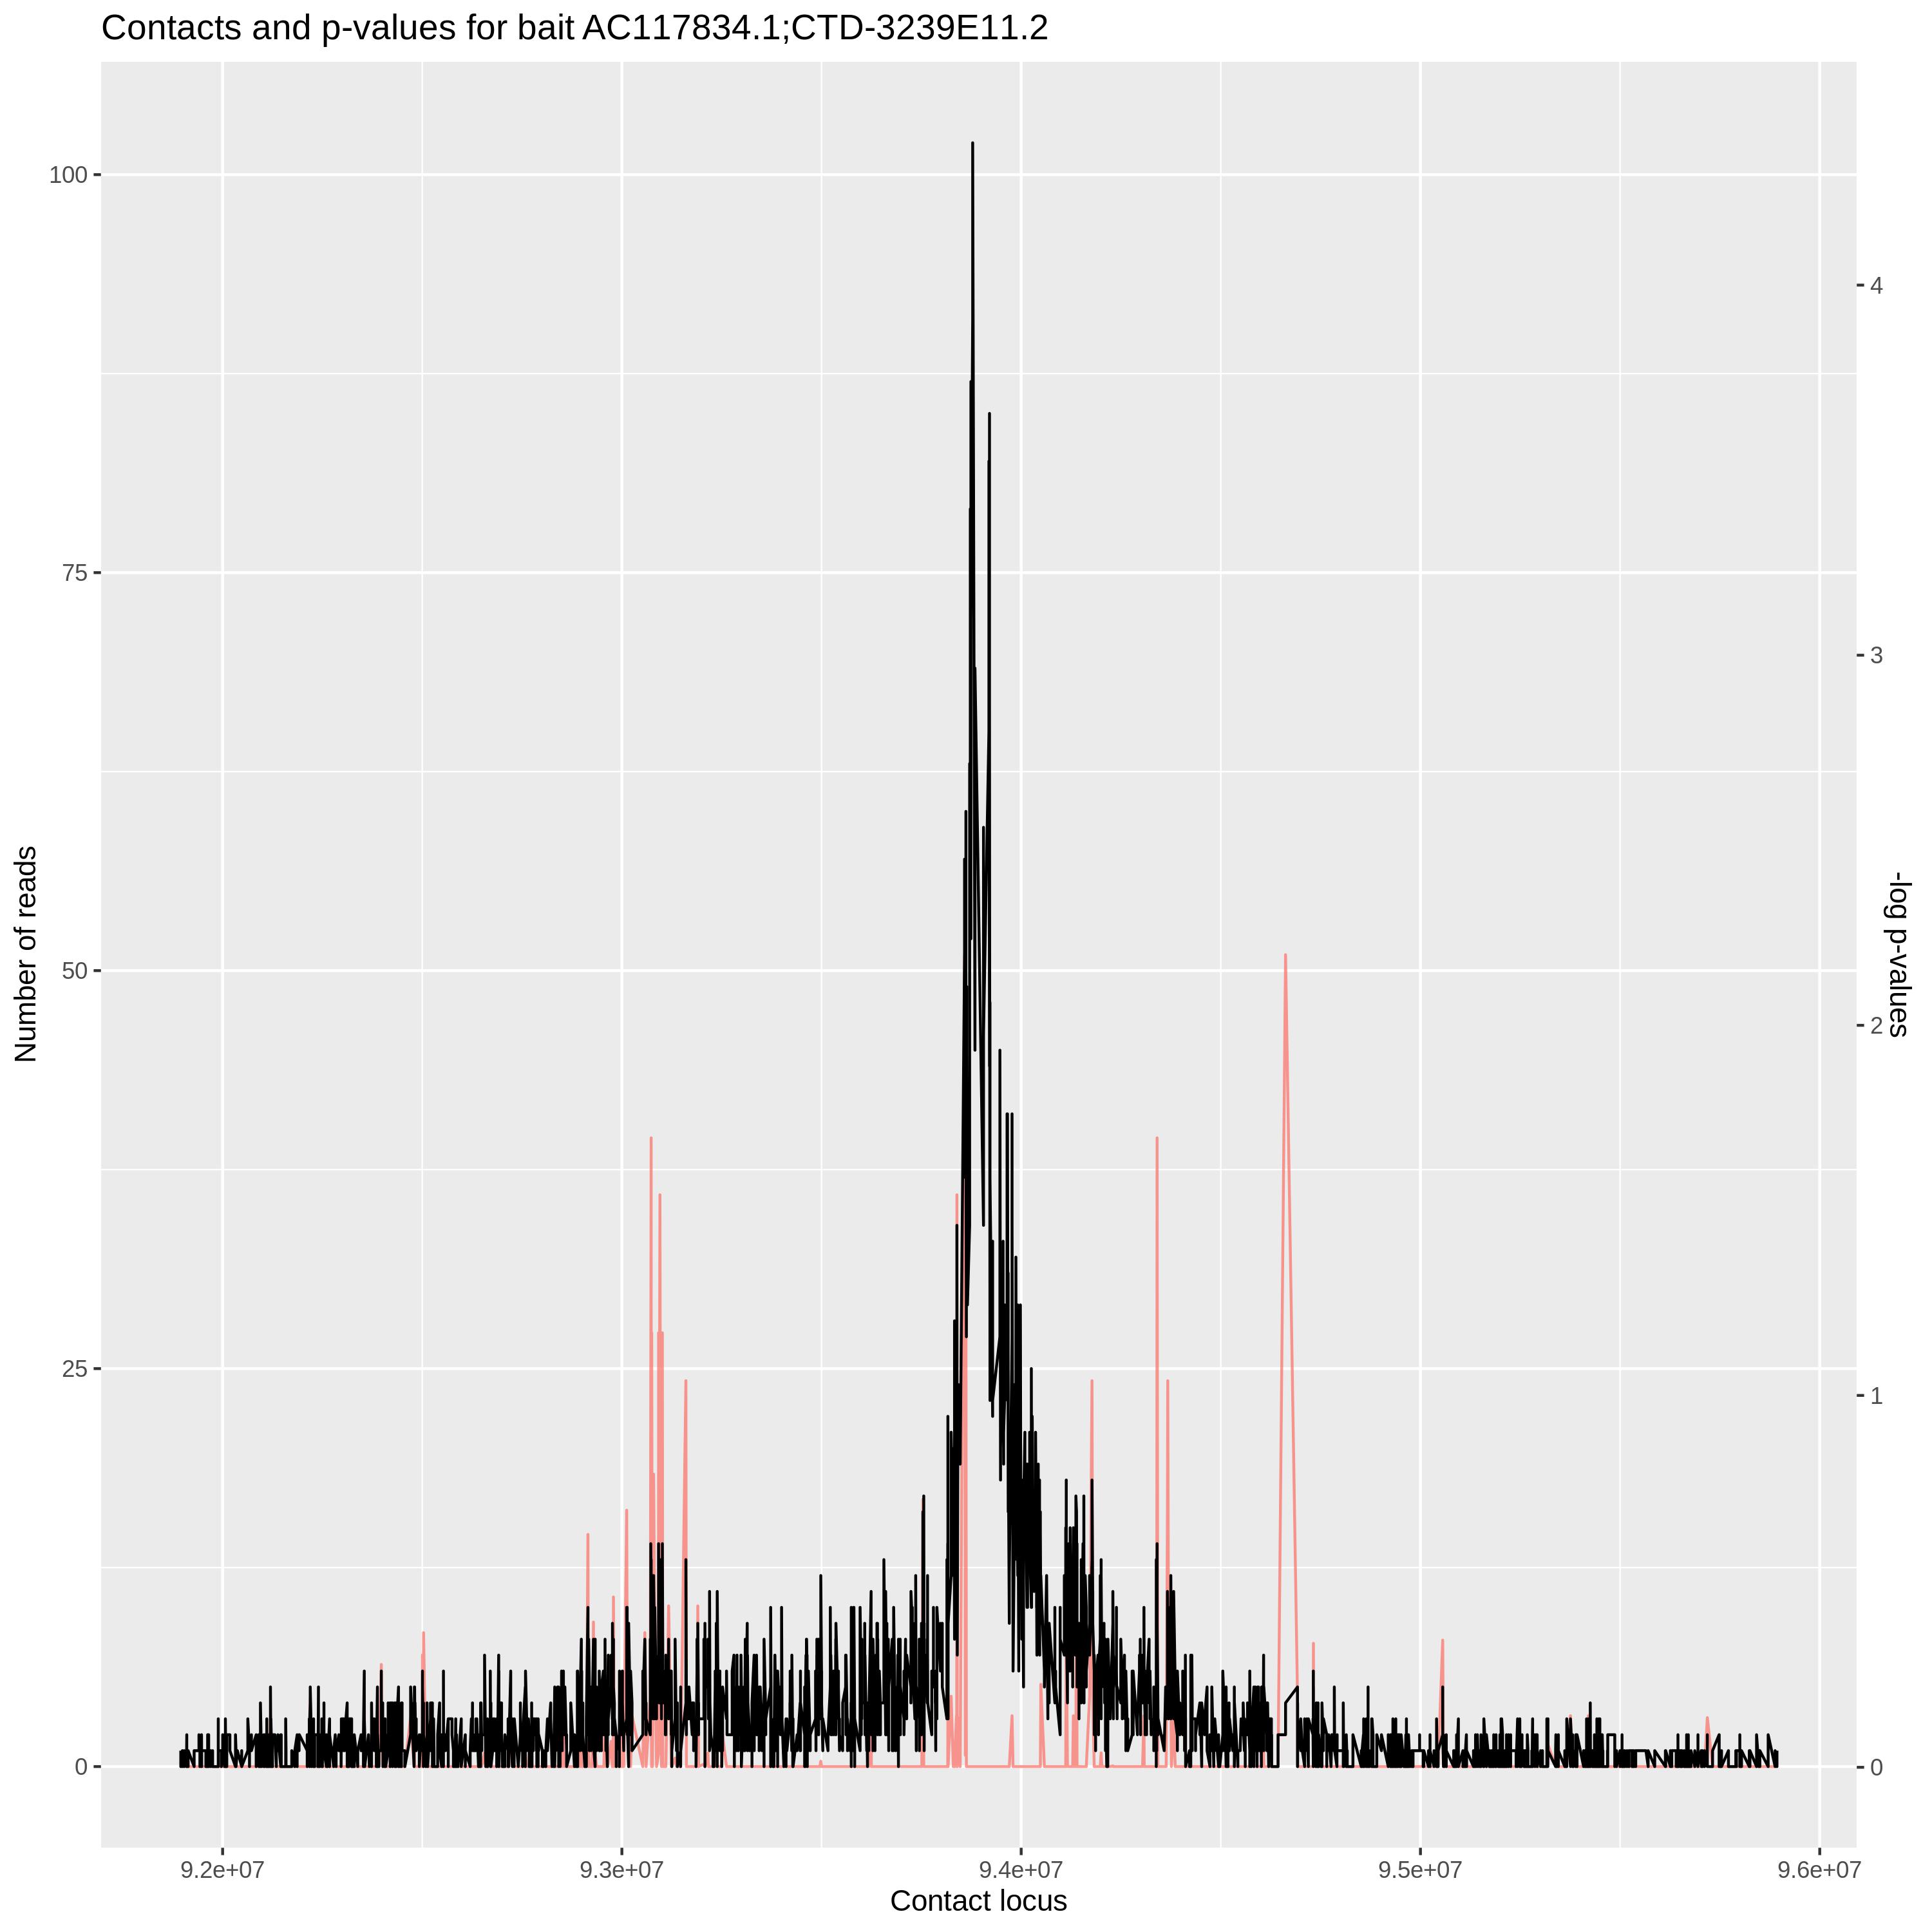 Contacts and p-values for bait AC117834.1;CTD-3239E11.2
100
75
50
25
0
Number of reads
4
3
2
1
0
-log p-values
9.2e+07
9.3e+07
9.4e+07
9.5e+07
9.6e+07
Contact locus